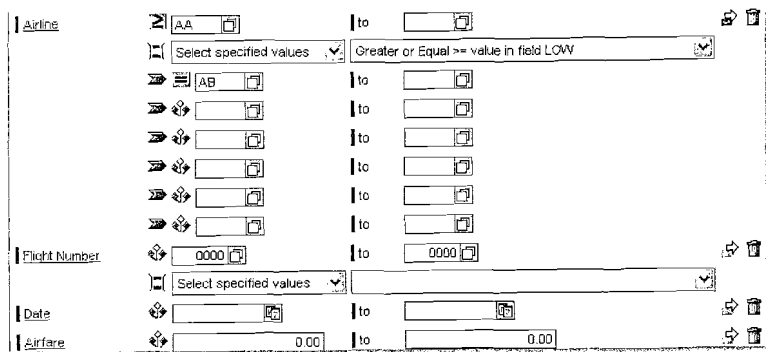 Airline AA to
Select specified values Greater or Equal >= value in field LOW
AB to
to
to
to
to
to
Flight Number 0000 to 0000
Select specified values
Date to
Airfare 0.00 to 0.00